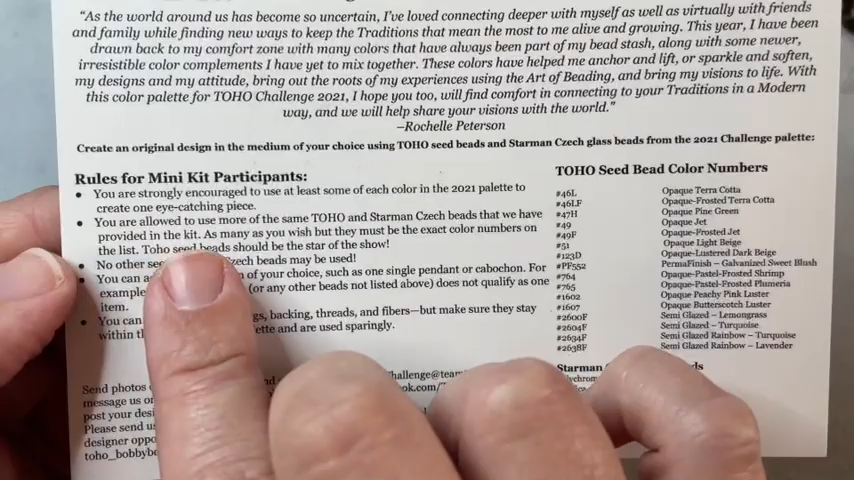 "As the world around us has become so uncertain, I've loved connecting deeper with myself as well as virtually with friends
and family while finding new ways to keep the Traditions that mean the most to me alive and growing. This year, I have been
drawn back to my comfort zone with many colors that have always been part of my bead stash, along with some newer,
irresistible color complements I have yet to mix together. These colors have helped me anchor and lift, or sparkle and soften,
my designs and my attitude, bring out the roots of my experiences using the Art of Beading, and bring my visions to life. With
this color palette for TOHO Challenge 2021, I hope you too, will find comfort in connecting to your Traditions in a Modern
way, and we will help share your visions with the world."
–Rochelle Peterson
Create an original design in the medium of your choice using TOHO seed beads and Starman Czech glass beads from the 2021 Challenge palette:
Rules for Mini Kit Participants:
• You are strongly encouraged to use at least some of each color in the 2021 palette to
create one eye-catching piece.
• You are allowed to use more of the same TOHO and Starman Czech beads that we have
provided in the kit. As many as you wish but they must be the exact color numbers on
the list. Toho seed beads should be the star of the show!
• No other see Czech beads may be used!
• You can a of your choice, such as one single pendant or cabochon. For
example (or any other beads not listed above) does not qualify as one
item.
• You can gs, backing, threads, and fibers—but make sure they stay
within th ette and are used sparingly.
Send photos hallenge@team
message us or ook.com/
post your desi
Please send us
designer oppo
toho_bobbybe
TOHO Seed Bead Color Numbers
#46L Opaque Terra Cotta
#46LF Opaque-Frosted Terra Cotta
#47H Opaque Pine Green
#49 Opaque Jet
#49F Opaque-Frosted Jet
#51 Opaque Light Beige
#123D Opaque-Lustered Dark Beige
#PF552 PermaFinish – Galvanized Sweet Blush
#764 Opaque-Pastel-Frosted Shrimp
#765 Opaque-Pastel-Frosted Plumeria
#1602 Opaque Peachy Pink Luster
#1607 Opaque Butterscotch Luster
#2600F Semi Glazed – Lemongrass
#2604F Semi Glazed – Turquoise
#2634F Semi Glazed Rainbow – Turquoise
#2638F Semi Glazed Rainbow – Lavender
Starman ds
lychrom